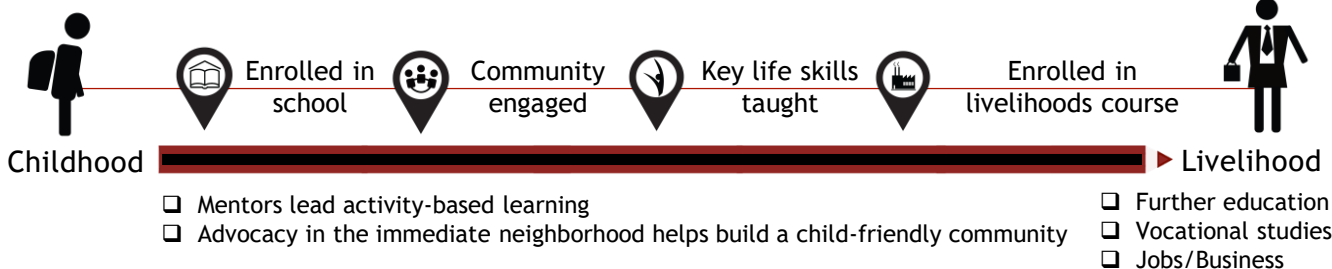 Enrolled in
school
Community
engaged
Key life skills
taught
Enrolled in
livelihoods course
Childhood
Livelihood
❑ Mentors lead activity-based learning
❑ Advocacy in the immediate neighborhood helps build a child-friendly community
❑ Further education
❑ Vocational studies
❑ Jobs/Business